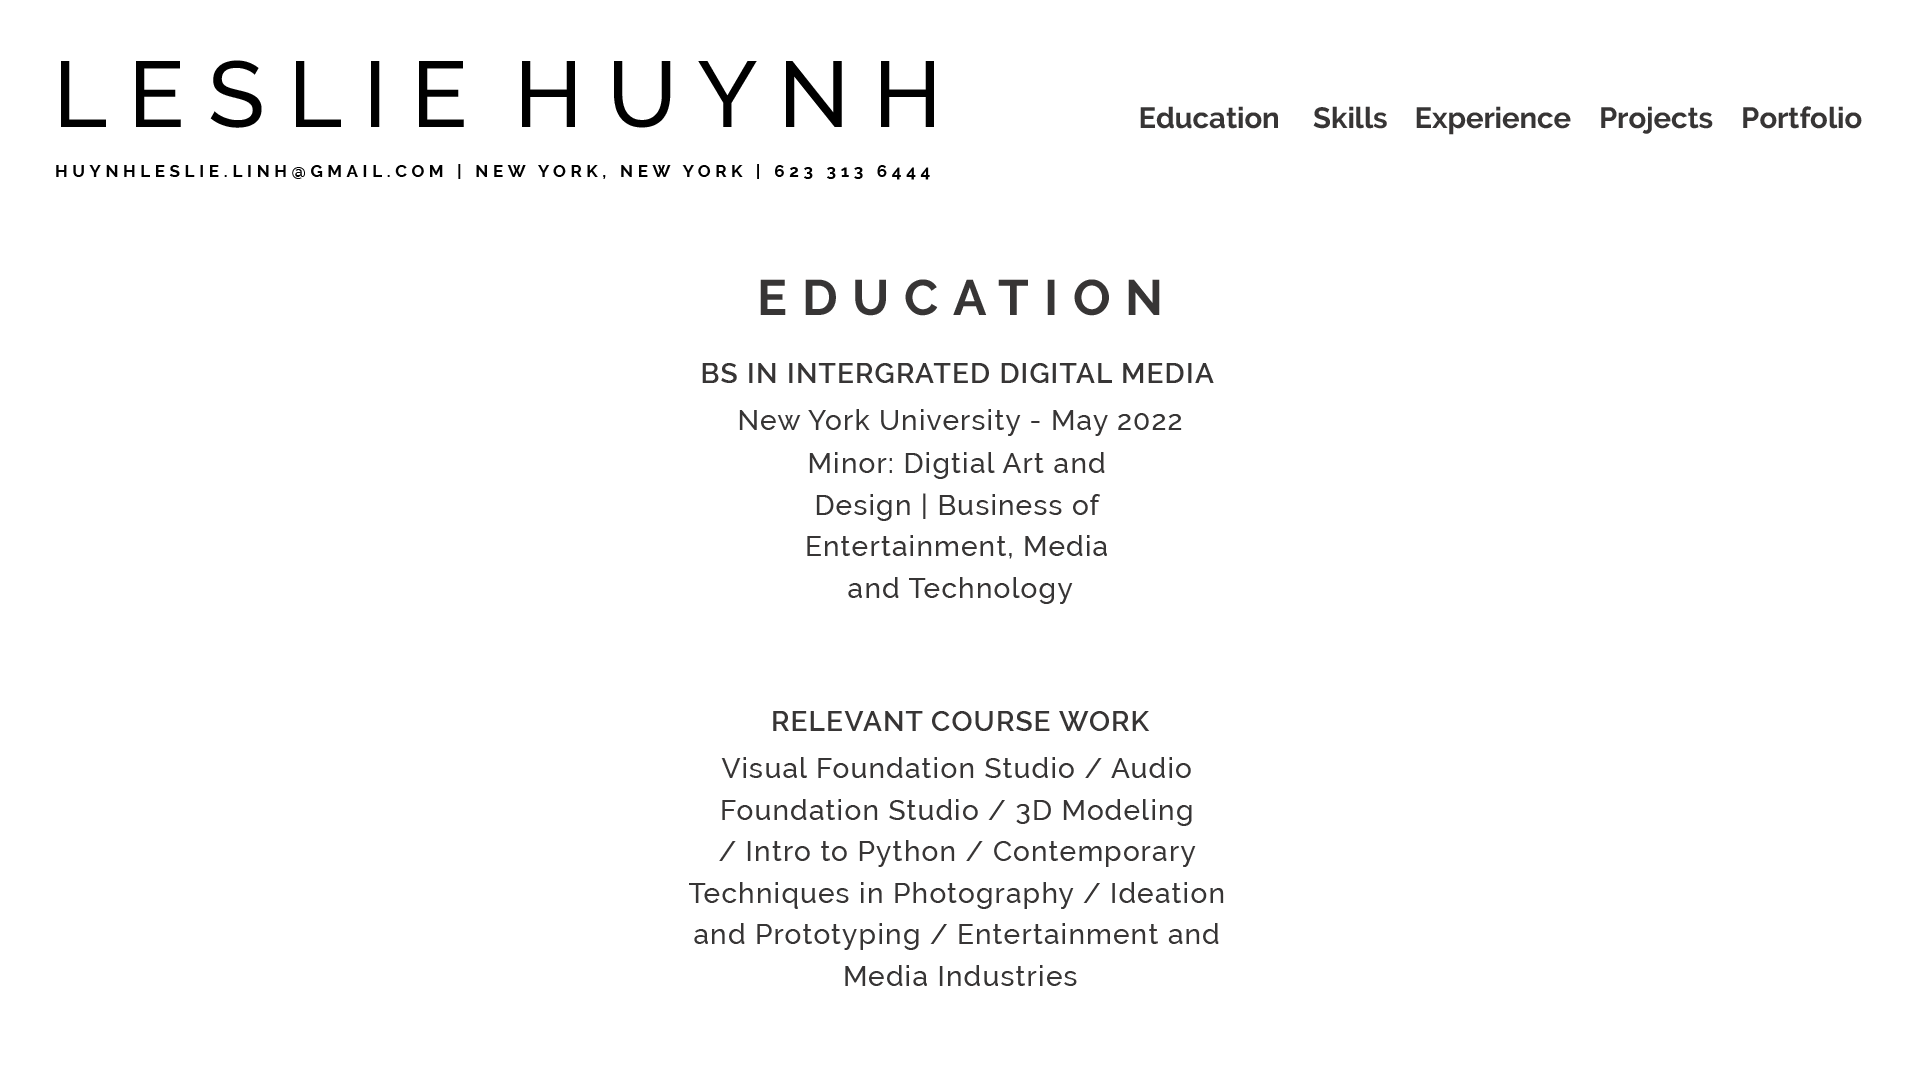 LESLIE HUYNH
Education Skills Experience Projects Portfolio
HUYNHLESLIE.LINH@GMAIL.COM | NEW YORK, NEW YORK | 623 313 6444
EDUCATION
BS IN INTERGRATED DIGITAL MEDIA
New York University - May 2022
Minor: Digtial Art and
Design | Business of
Entertainment, Media
and Technology
RELEVANT COURSE WORK
Visual Foundation Studio / Audio
Foundation Studio / 3D Modeling
/ Intro to Python / Contemporary
Techniques in Photography / Ideation
and Prototyping / Entertainment and
Media Industries